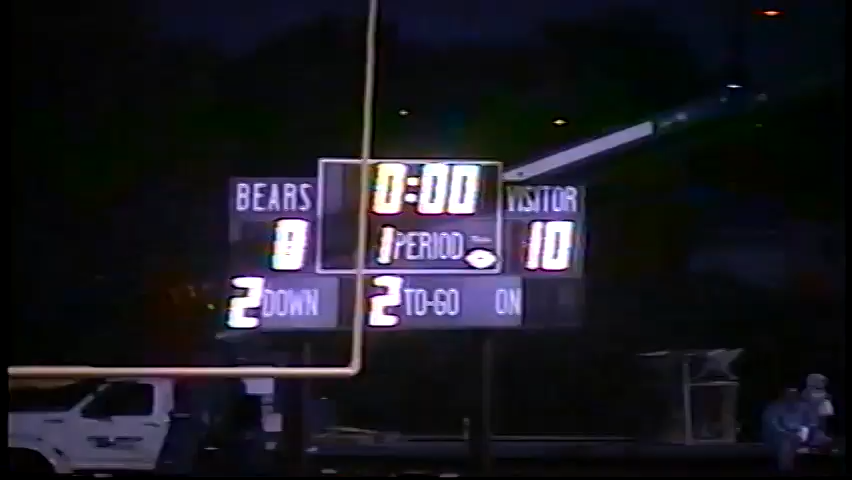 0:00
BEARS VISITOR
0 1 PERIOD 10
2 DOWN 2 TO-GO ON